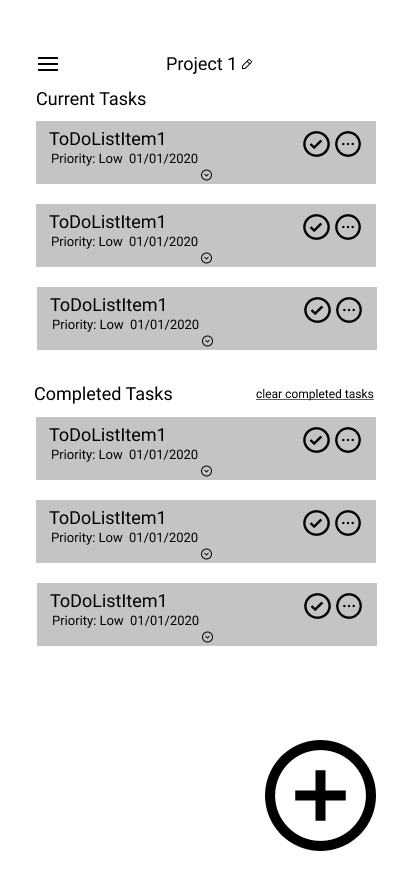 Project 1
Current Tasks
ToDoListItem1
Priority: Low 01/01/2020
ToDoListItem1
Priority: Low 01/01/2020
ToDoListItem1
Priority: Low 01/01/2020
Completed Tasks clear completed tasks
ToDoListItem1
Priority: Low 01/01/2020
ToDoListItem1
Priority: Low 01/01/2020
ToDoListItem1
Priority: Low 01/01/2020